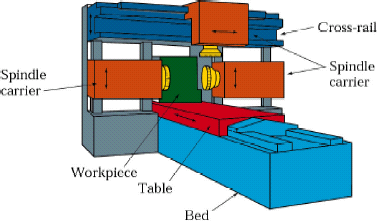 Cross-rail
Spindle
carrier
Spindle
carrier
Workpiece
Table
Bed